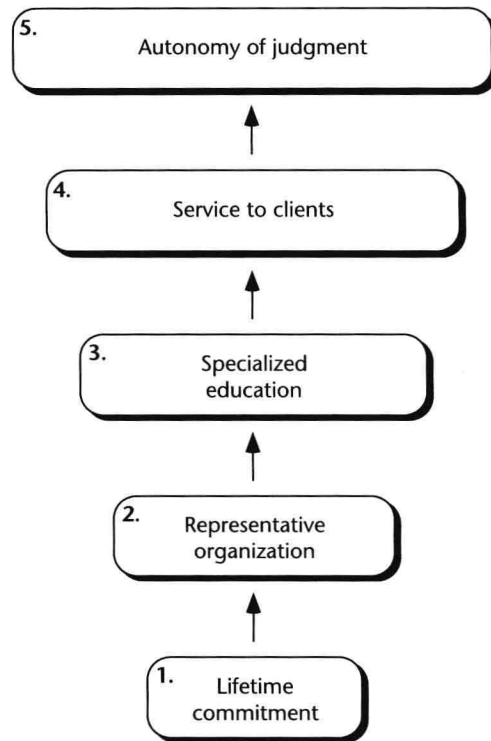 5.
Autonomy of judgment
4.
Service to clients
3.
Specialized
education
2.
Representative
organization
1.
Lifetime
commitment